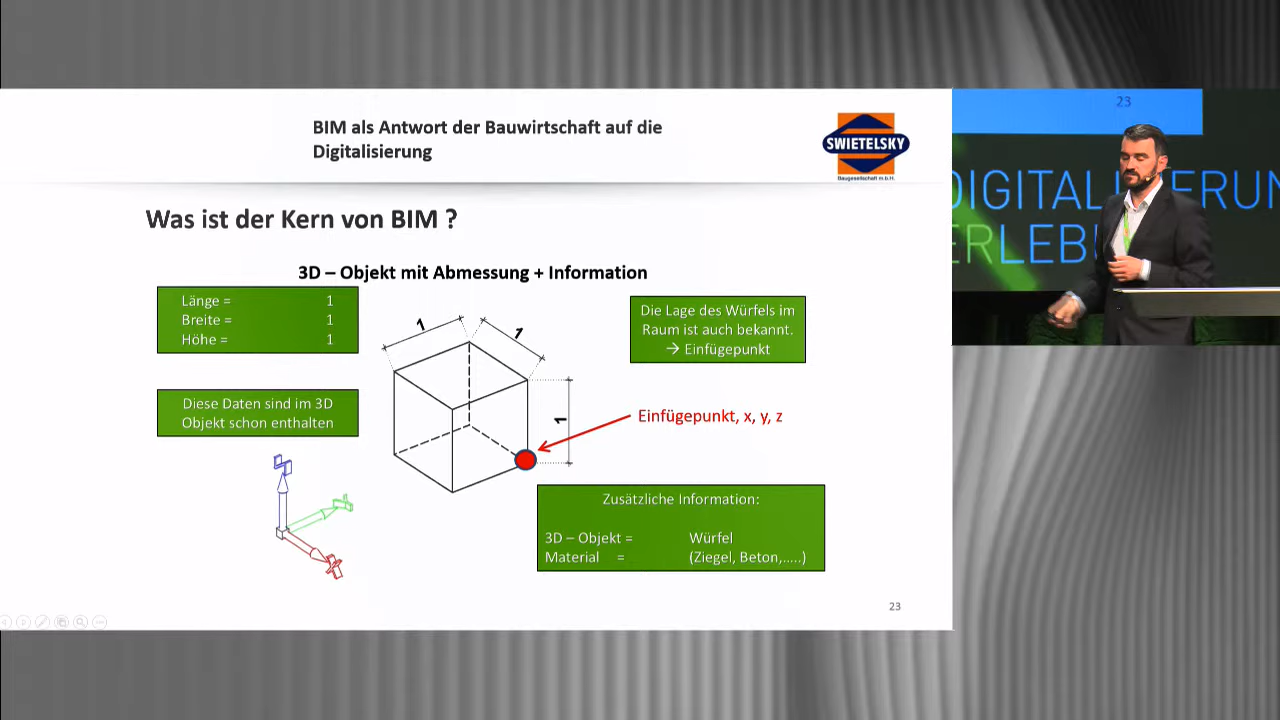 BIM als Antwort der Bauwirtschaft auf die
Digitalisierung
SWIETELSKY
Baugesellschaft m.b.H.
Was ist der Kern von BIM ?
3D – Objekt mit Abmessung + Information
Länge = 1
Breite = 1
Höhe = 1
Diese Daten sind im 3D
Objekt schon enthalten
1
1
1
Die Lage des Würfels im
Raum ist auch bekannt.
→ Einfügepunkt
Einfügepunkt, x, y, z
Zusätzliche Information:
3D – Objekt = Würfel
Material = (Ziegel, Beton,.....)
23
23
DIGITALISIERUN
ERLEB